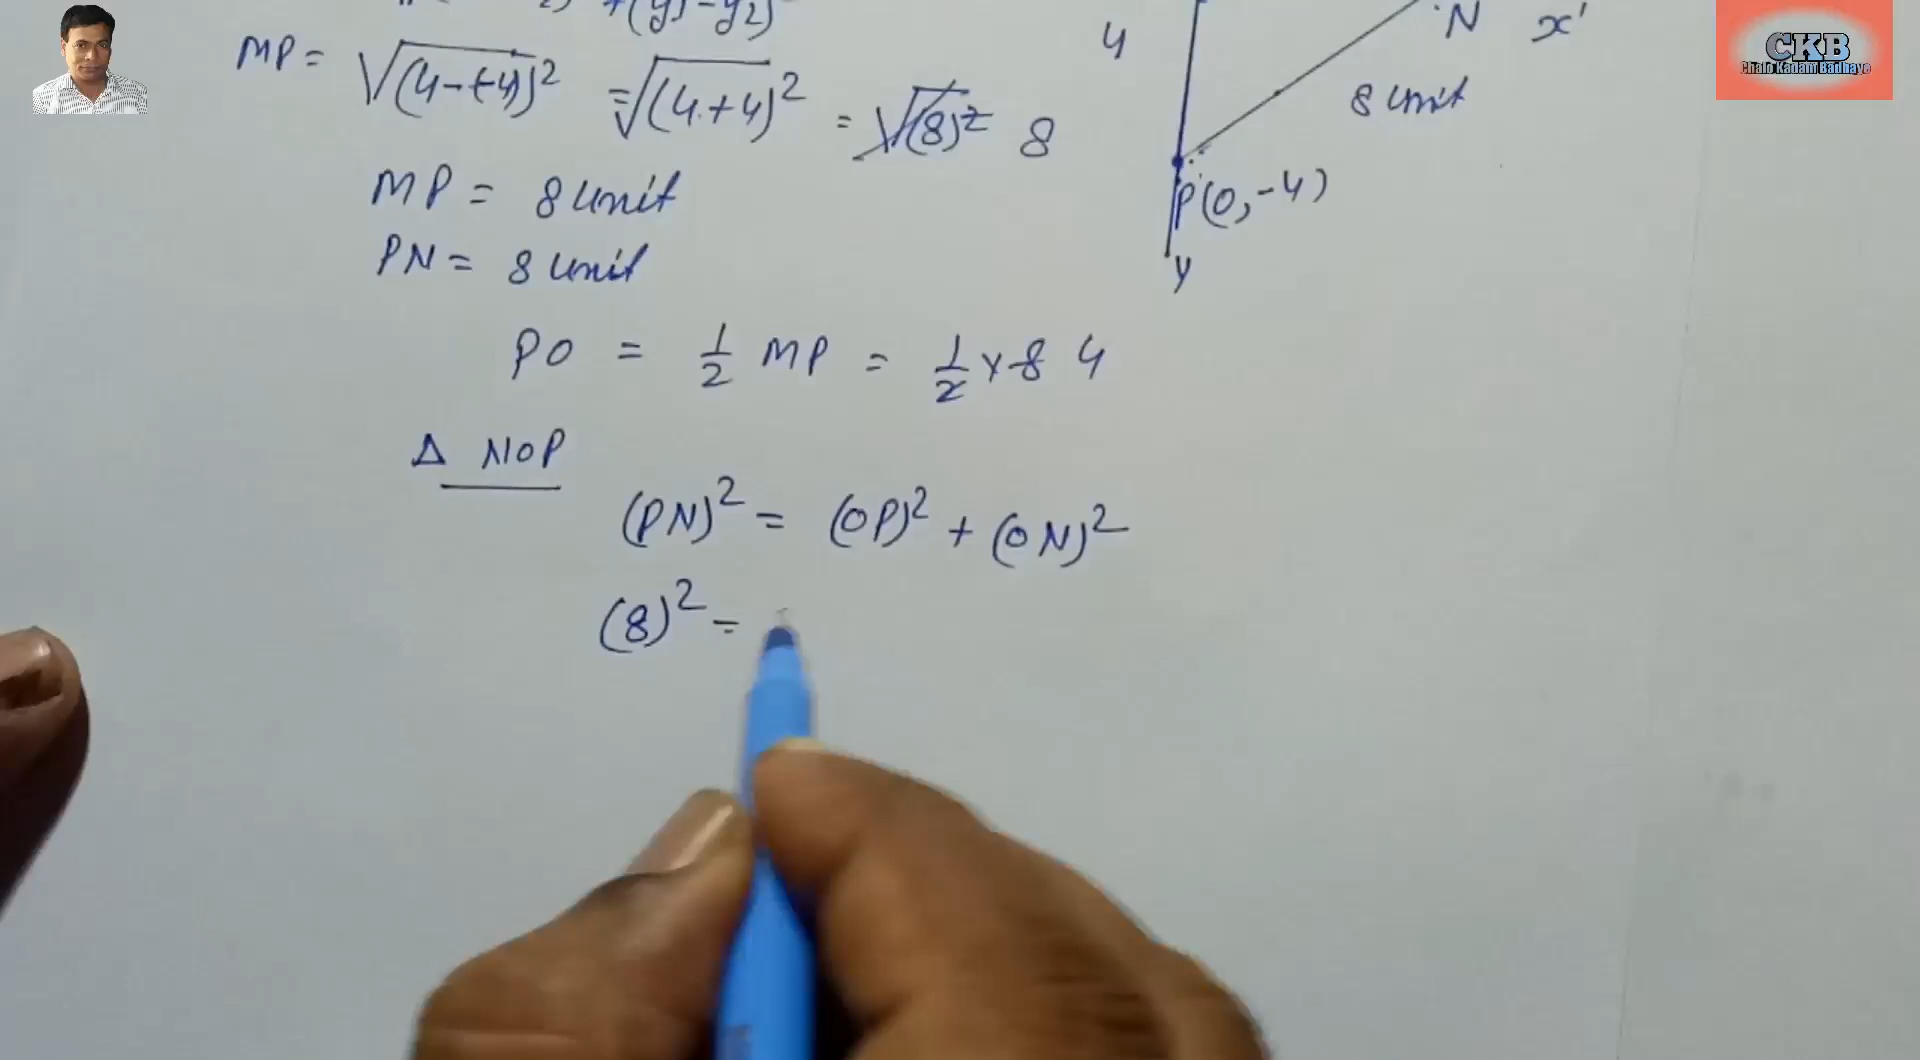 +(y1-y2)
MP = √(4-(-4))² = √(4+4)² = √(8)² 8
MP = 8 Unit
PN = 8 Unit
PO = 1/2 MP = 1/2 × 8 4
Δ NOP
(PN)² = (OP)² + (ON)²
(8)² =
4
N
x'
8 Unit
P(0,-4)
y
CKB
Chalo Kadam Badhaye